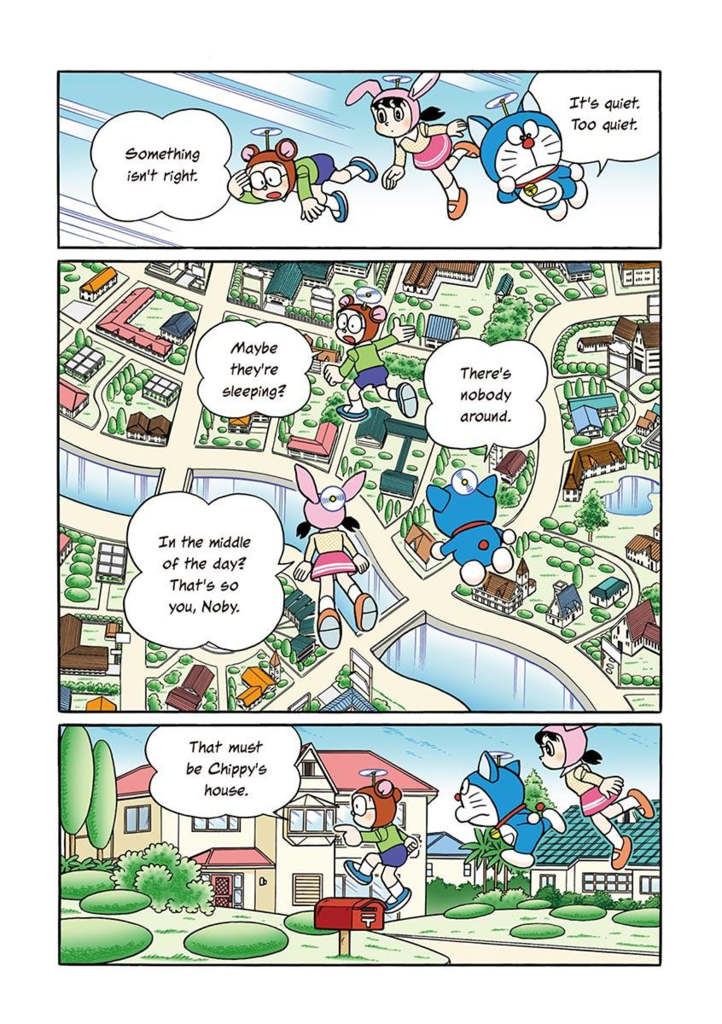 Something
isn't right.
It's quiet.
Too quiet.
Maybe
they're
sleeping?
There's
nobody
around.
In the middle
of the day?
That's so
you, Noby.
That must
be Chippy's
house.